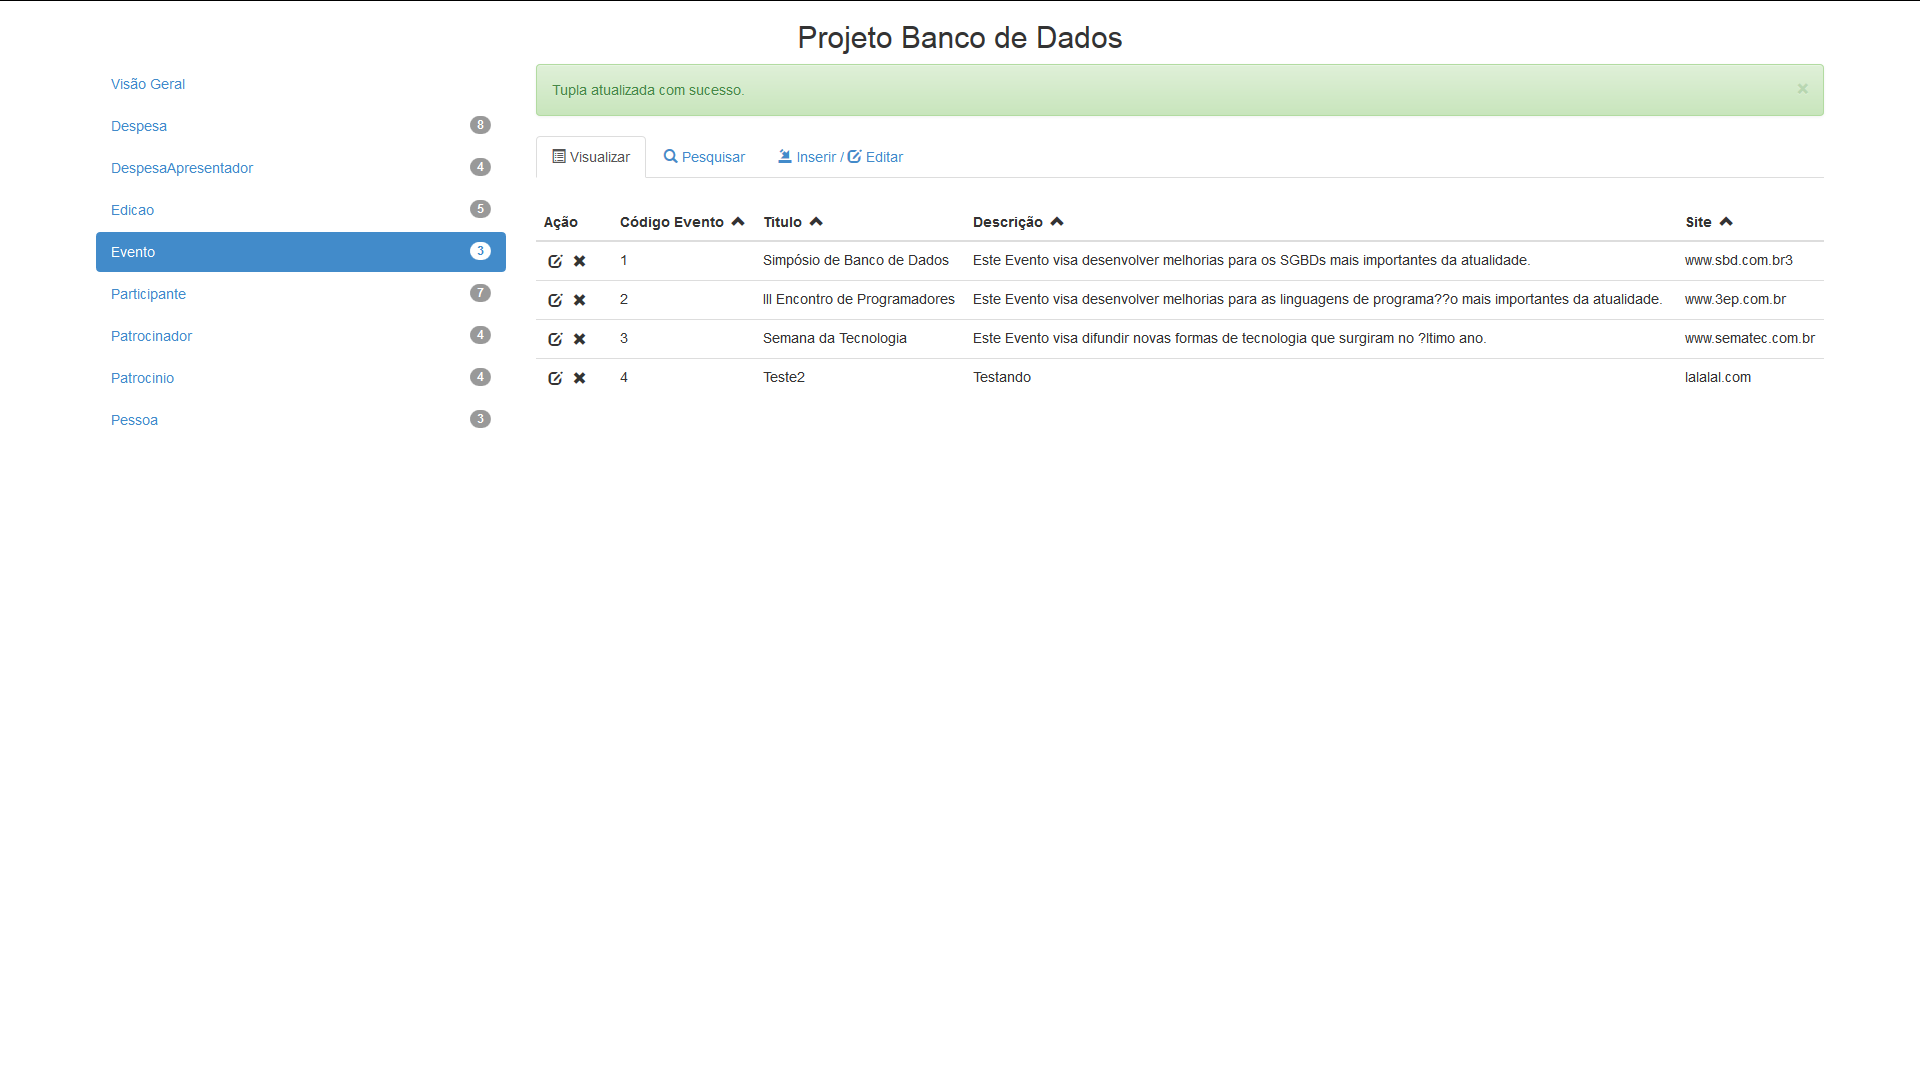 Projeto Banco de Dados
Visão Geral
Despesa 8
DespesaApresentador 4
Edicao 5
Evento 3
Participante 7
Patrocinador 4
Patrocinio 4
Pessoa 3
Tupla atualizada com sucesso. ×
Visualizar Pesquisar Inserir / Editar
Ação Código Evento Titulo Descrição Site
1 Simpósio de Banco de Dados Este Evento visa desenvolver melhorias para os SGBDs mais importantes da atualidade. www.sbd.com.br3
2 III Encontro de Programadores Este Evento visa desenvolver melhorias para as linguagens de programa??o mais importantes da atualidade. www.3ep.com.br
3 Semana da Tecnologia Este Evento visa difundir novas formas de tecnologia que surgiram no ?ltimo ano. www.sematec.com.br
4 Teste2 Testando lalalal.com